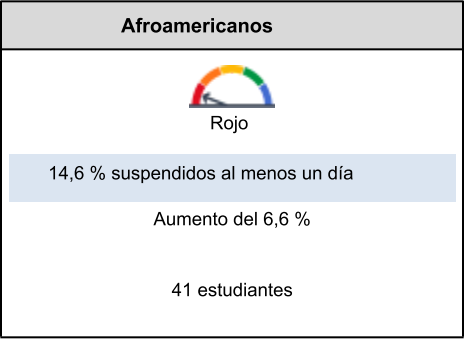 Afroamericanos
Rojo
14,6 % suspendidos al menos un día
Aumento del 6,6 %
41 estudiantes